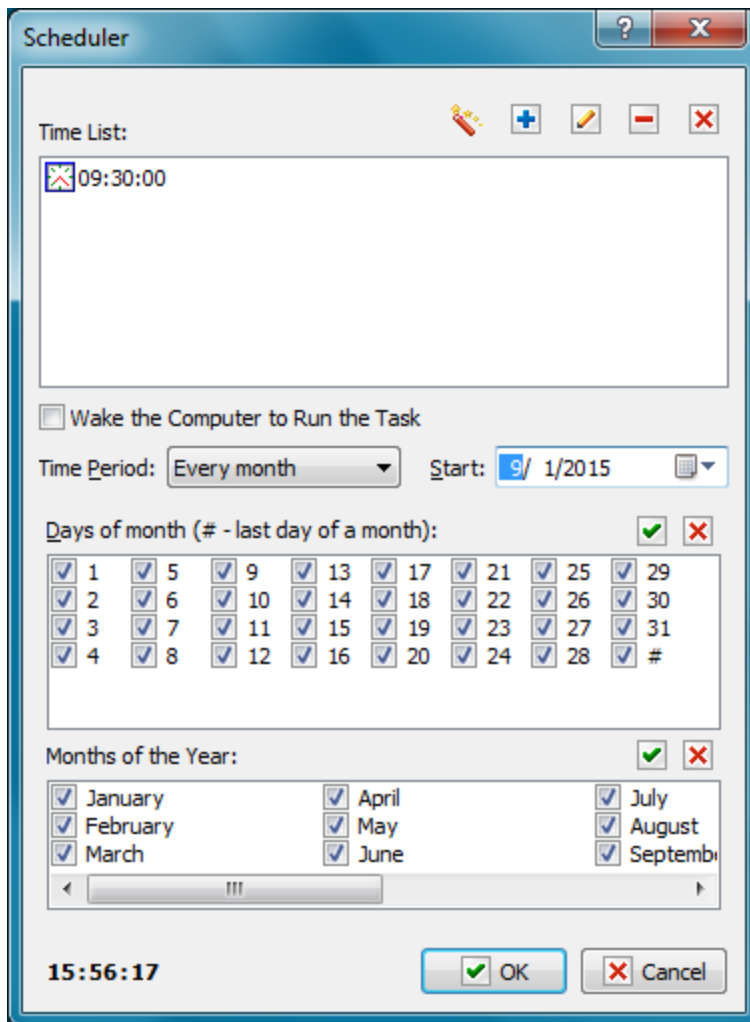 Scheduler
Time List:
09:30:00
Wake the Computer to Run the Task
Time Period: Every month Start: 9/ 1/2015
Days of month (# - last day of a month):
1 5 9 13 17 21 25 29
2 6 10 14 18 22 26 30
3 7 11 15 19 23 27 31
4 8 12 16 20 24 28 #
Months of the Year:
January April July
February May August
March June Septemb
15:56:17 OK Cancel